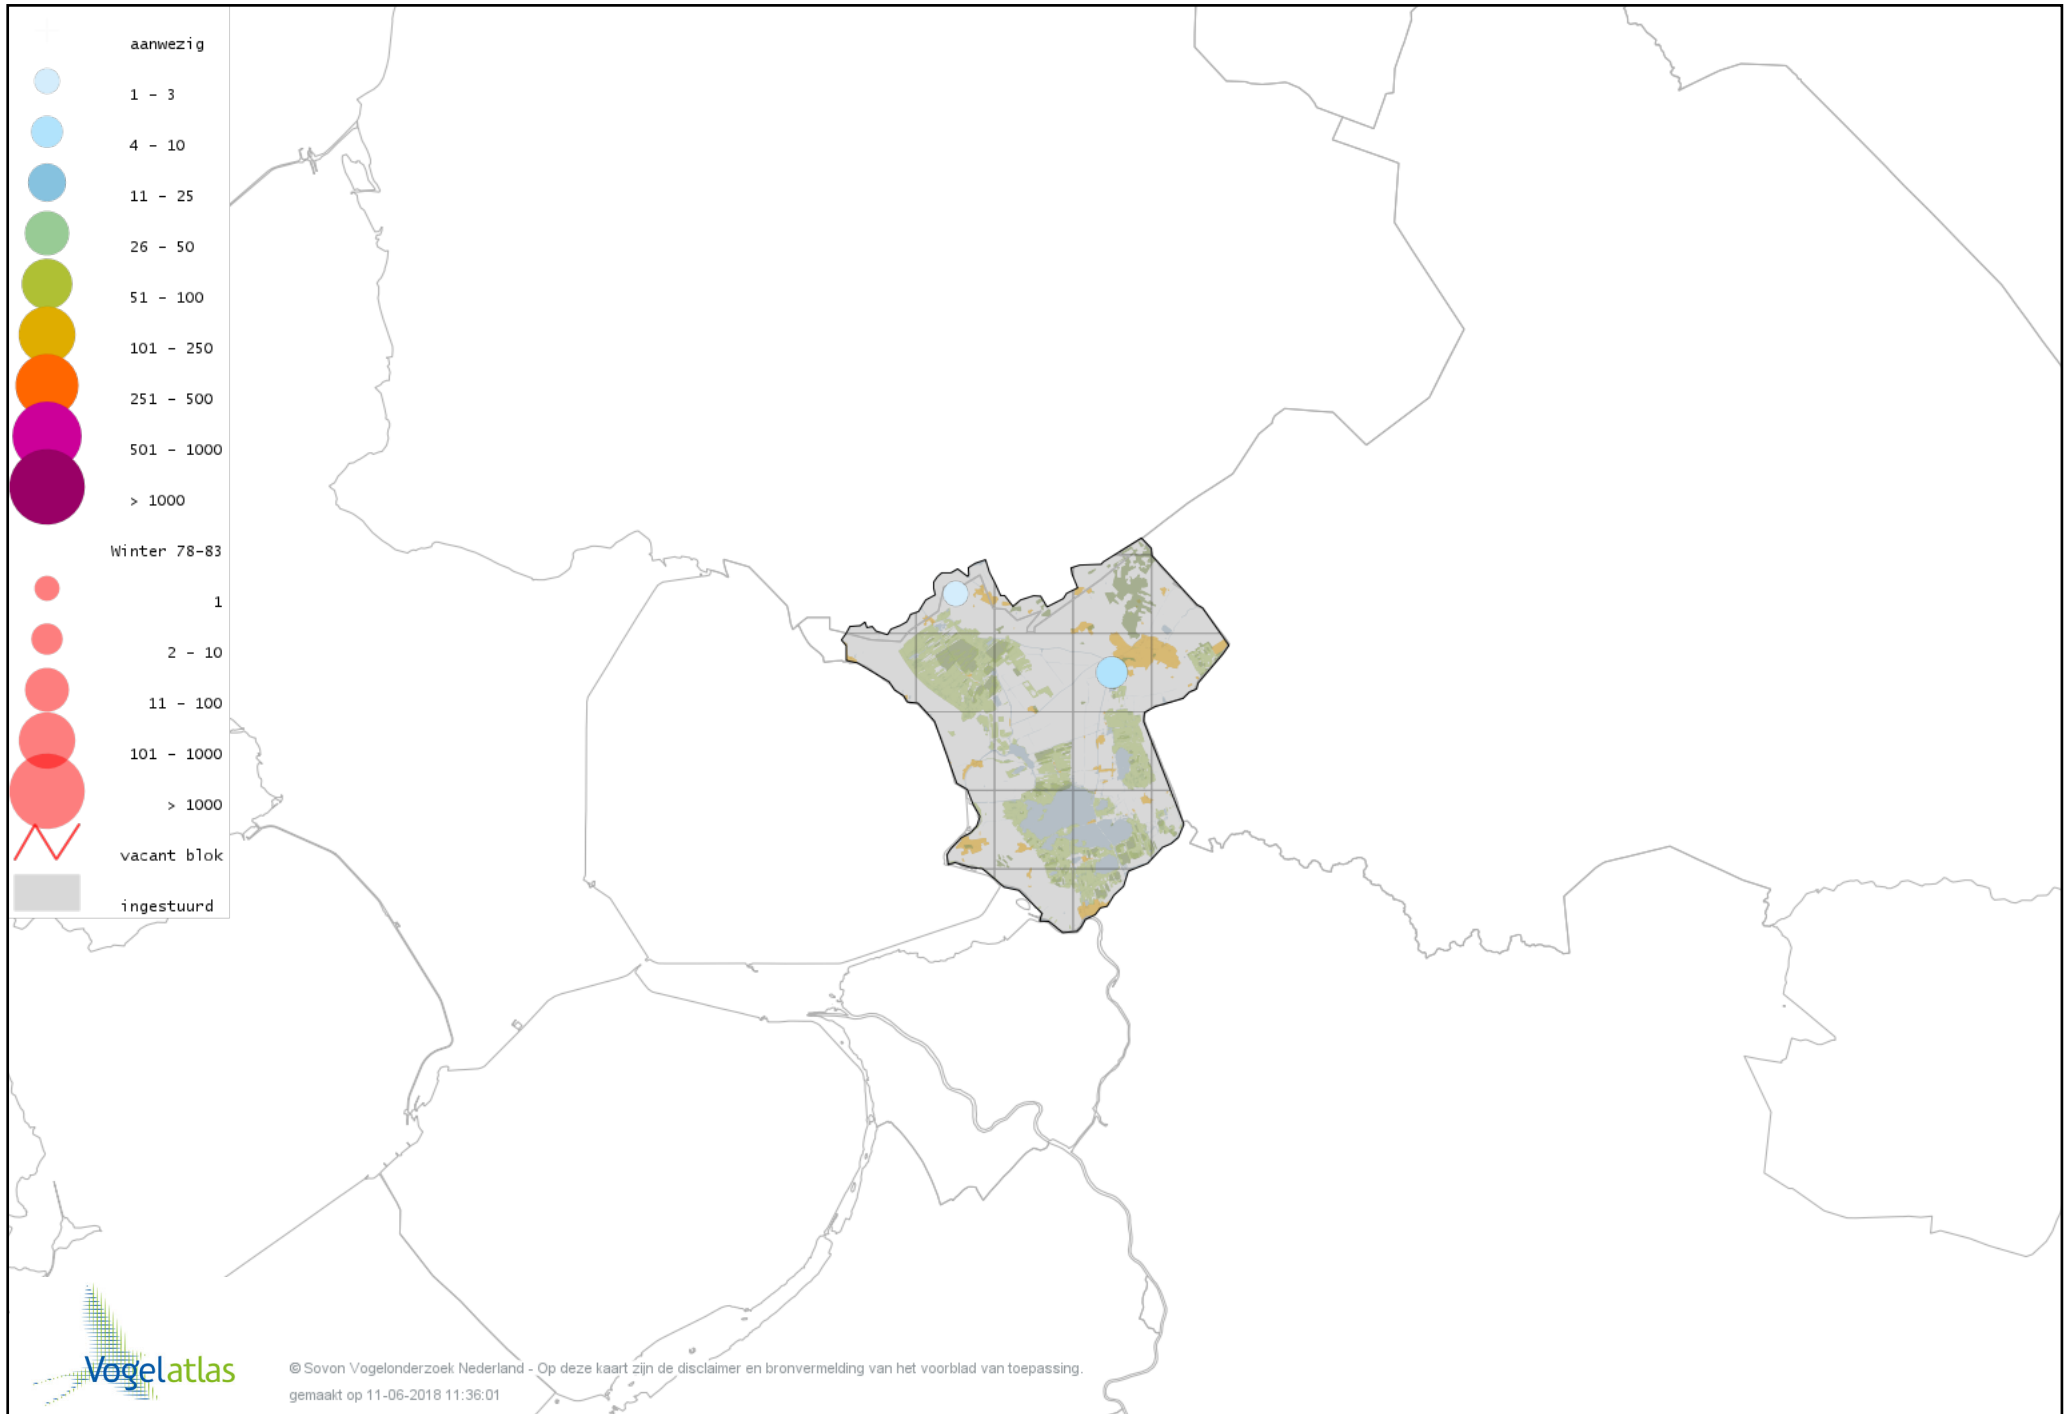 aanwezig
1 - 3
4 - 10
11 - 25
26 - 50
51 - 100
101 - 250
251 - 500
501 - 1000
> 1000
Winter 78-83
1
2 - 10
11 - 100
101 - 1000
> 1000
vacant blok
ingestuurd
Vogelatlas
© Sovon Vogelonderzoek Nederland - Op deze kaart zijn de disclaimer en bronvermelding van het voorblad van toepassing.
gemaakt op 11-06-2018 11:36:01